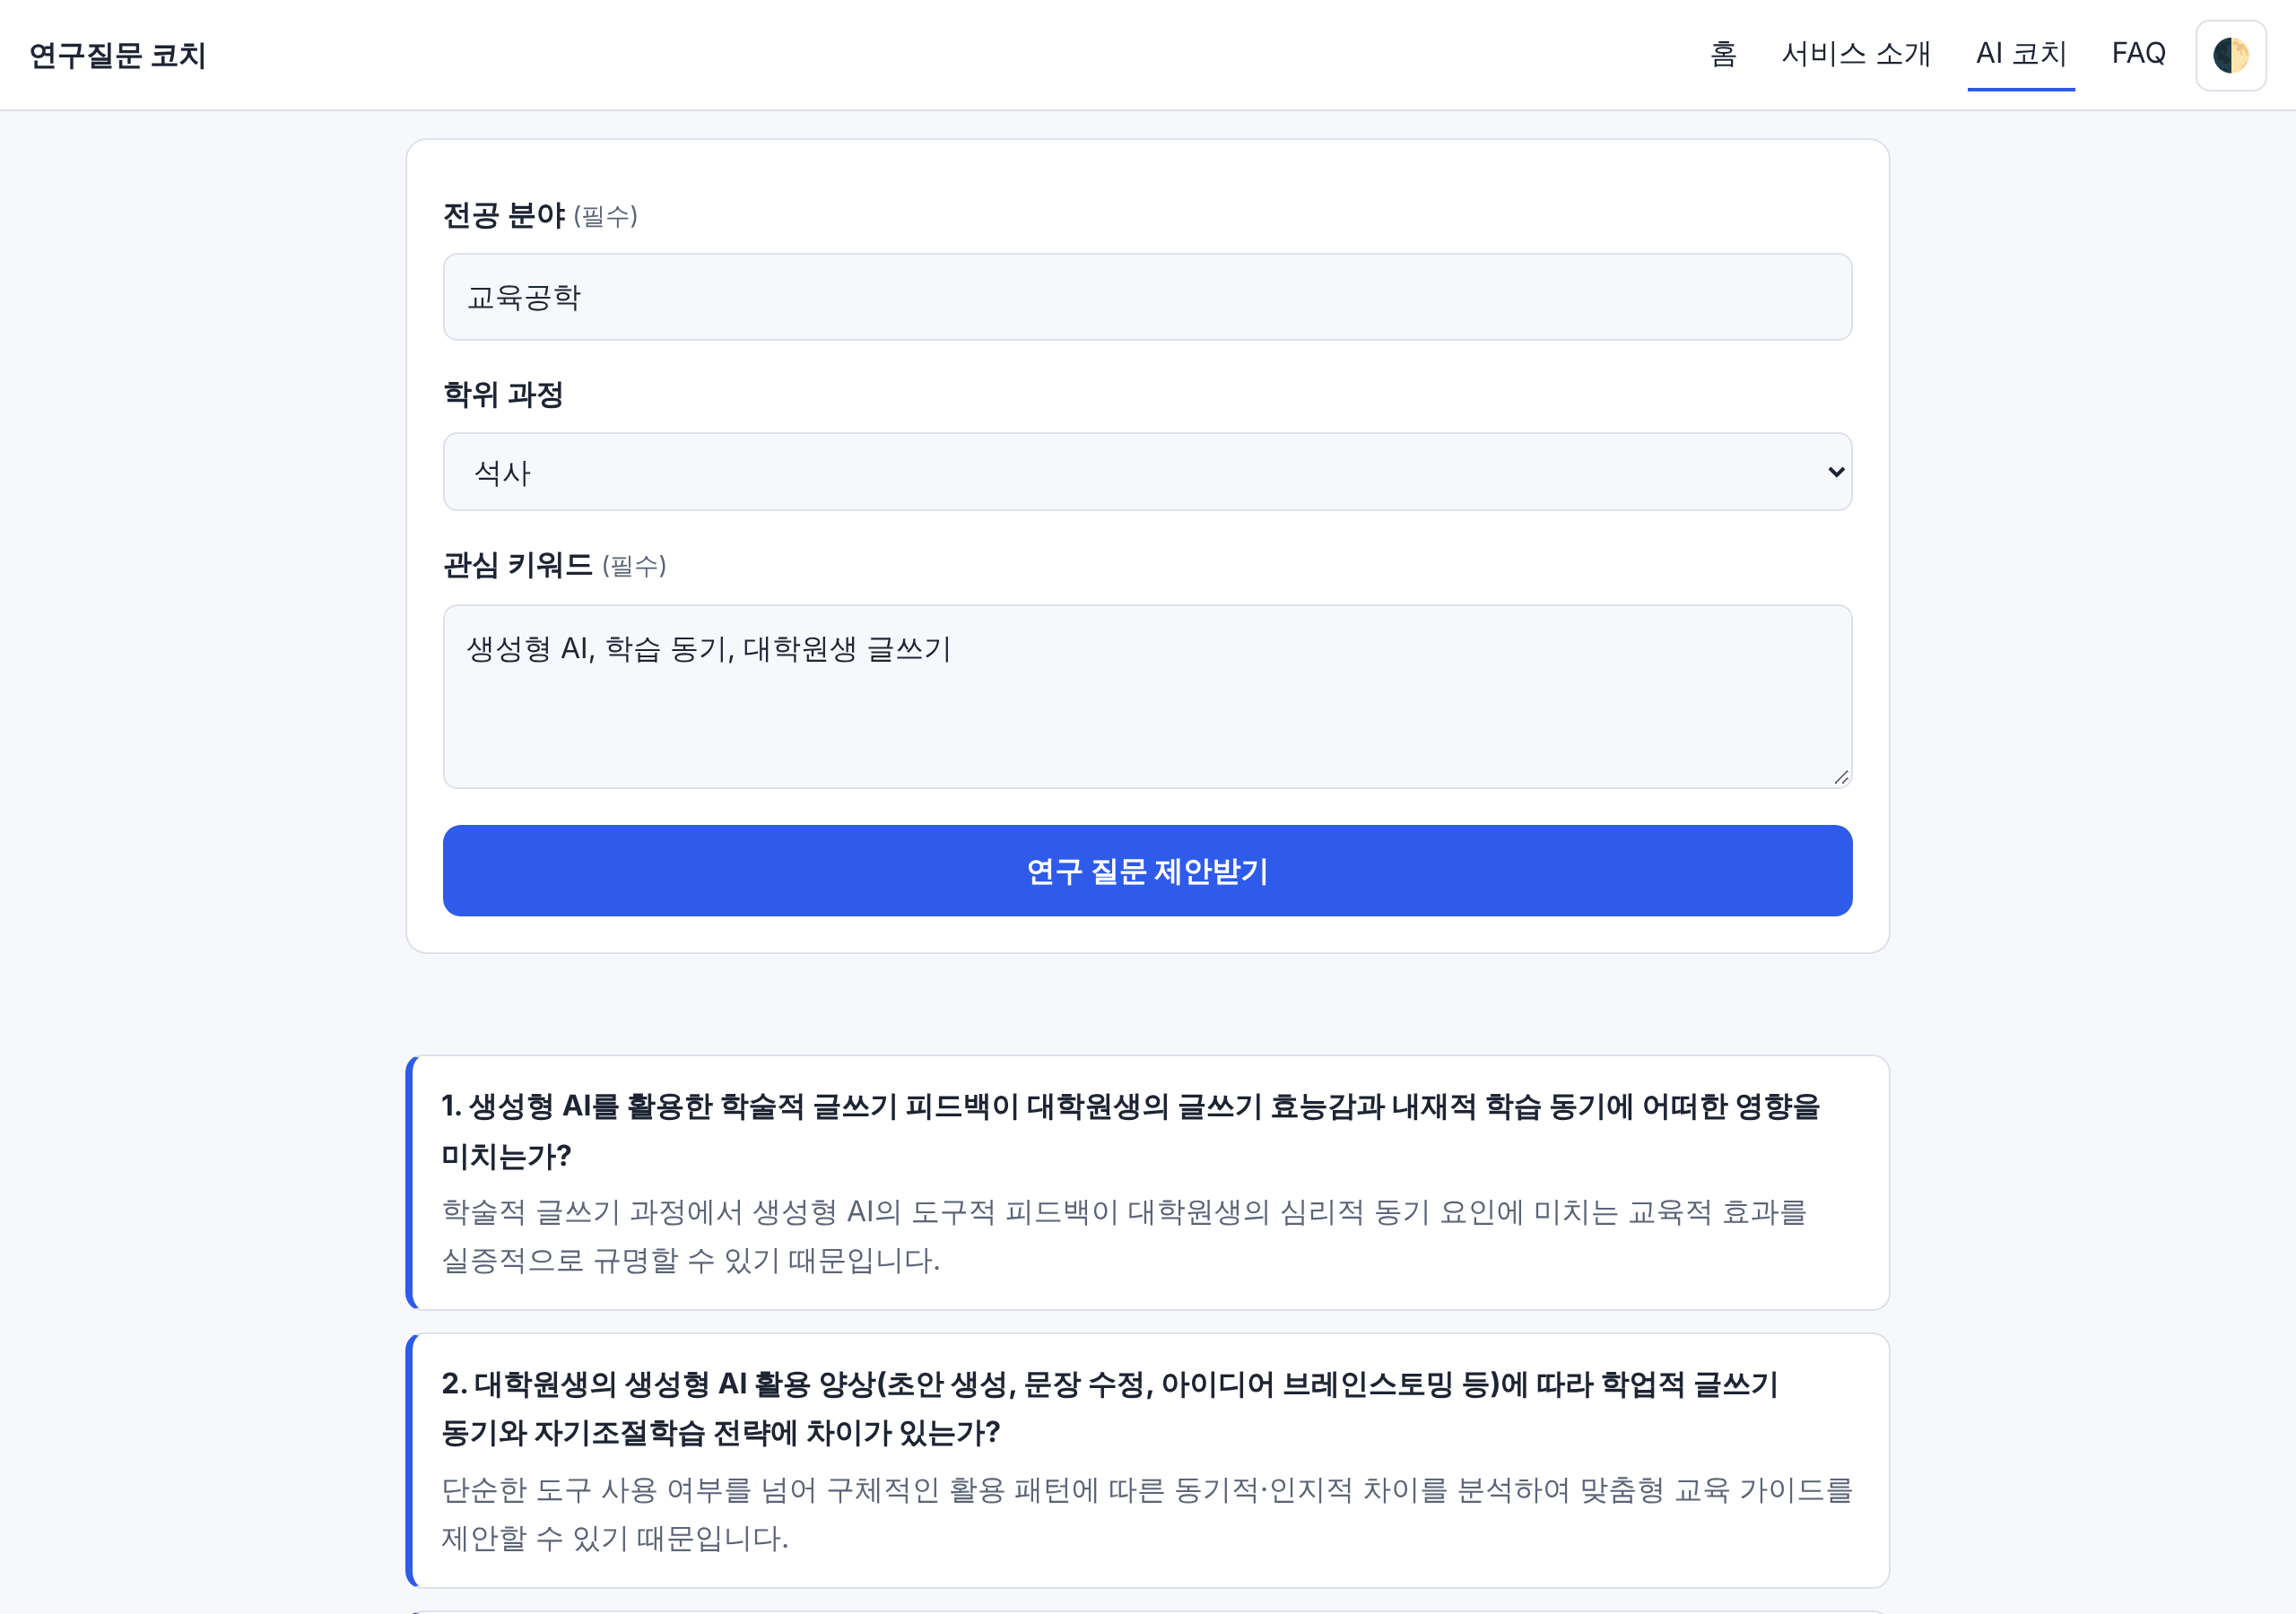 연구질문 코치
홈 서비스 소개 AI 코치 FAQ
전공 분야 (필수)
교육공학
학위 과정
석사
관심 키워드 (필수)
생성형 AI, 학습 동기, 대학원생 글쓰기
연구 질문 제안받기
1. 생성형 AI를 활용한 학술적 글쓰기 피드백이 대학원생의 글쓰기 효능감과 내재적 학습 동기에 어떠한 영향을
미치는가?
학술적 글쓰기 과정에서 생성형 AI의 도구적 피드백이 대학원생의 심리적 동기 요인에 미치는 교육적 효과를
실증적으로 규명할 수 있기 때문입니다.
2. 대학원생의 생성형 AI 활용 양상(초안 생성, 문장 수정, 아이디어 브레인스토밍 등)에 따라 학업적 글쓰기
동기와 자기조절학습 전략에 차이가 있는가?
단순한 도구 사용 여부를 넘어 구체적인 활용 패턴에 따른 동기적·인지적 차이를 분석하여 맞춤형 교육 가이드를
제안할 수 있기 때문입니다.